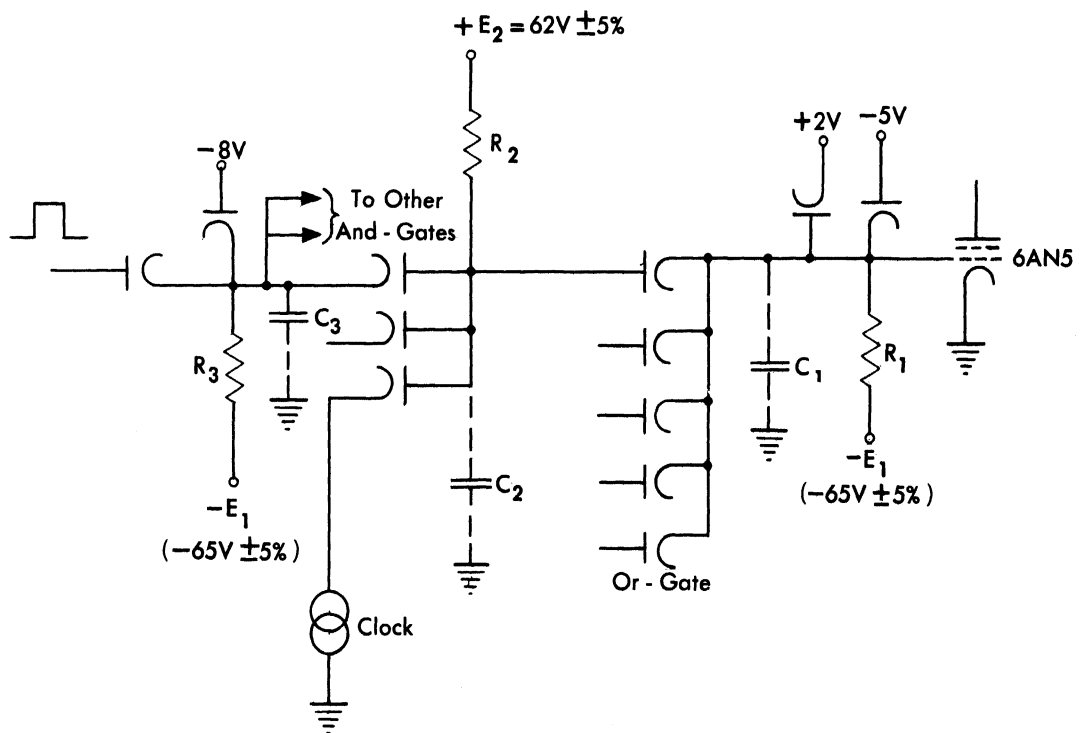 + E2 = 62V ±5%
R2
+2V
−5V
−8V
To Other
And - Gates
6AN5
C3
R3
C1
R1
−E1
(−65V ±5%)
C2
−E1
(−65V ±5%)
Or - Gate
Clock